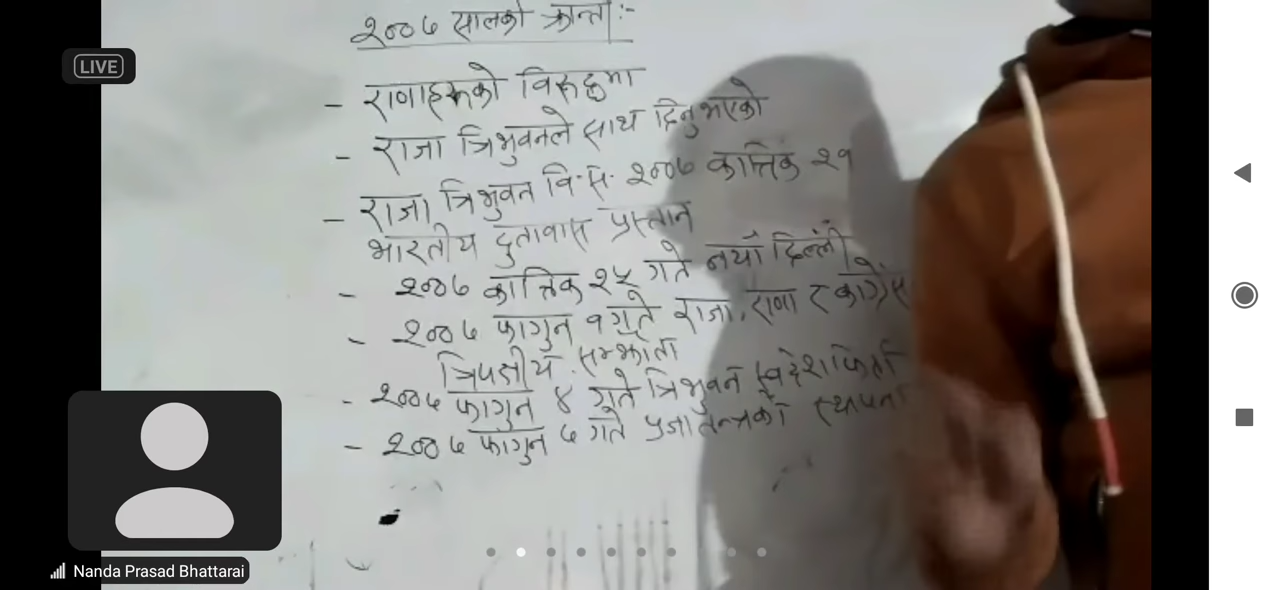 २००७ सालको क्रान्ती:-
LIVE
- राणाहरूको विरूद्धमा
- राजा त्रिभुवनले साथ दिनुभएको
- राजा त्रिभुवन वि.स. २००७ कात्तिक २१
भारतीय दुतावास प्रस्तान
- २००७ कात्तिक २५ गते नयाँ दिल्ली
- २००७ फागुन १ गते राजा, राणा र कांग्रेस
त्रिपक्षीय सम्झौता
- २००७ फागुन ४ गते त्रिभुवन स्वदेश फिर्ता
- २००७ फागुन ७ गते प्रजातन्त्रको स्थापना
Nanda Prasad Bhattarai